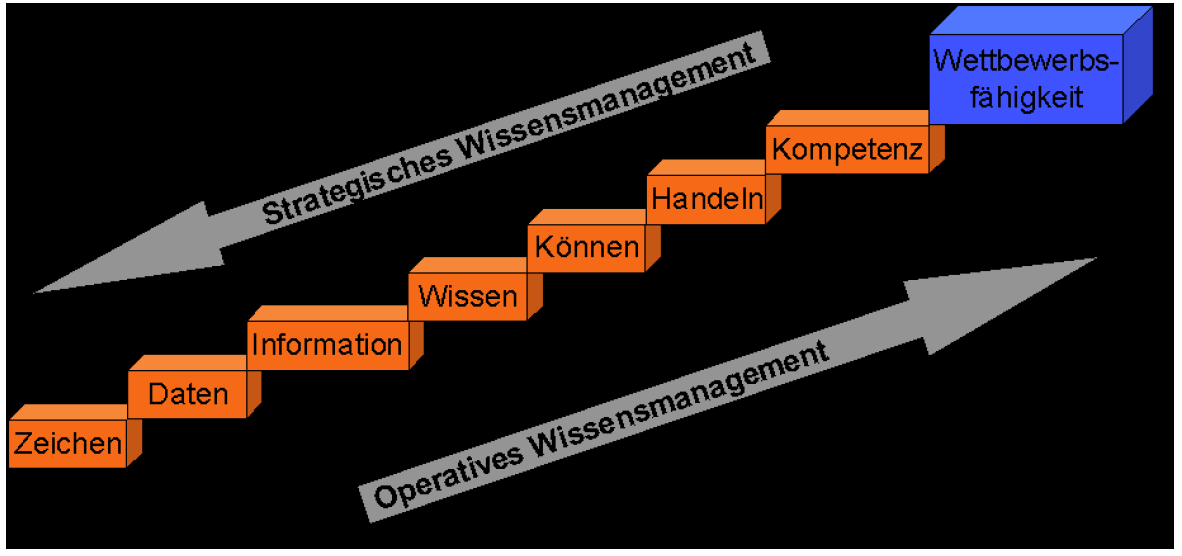 Wettbewerbs-
fähigkeit
Strategisches Wissensmanagement
Kompetenz
Handeln
Können
Wissen
Information
Daten
Zeichen
Operatives Wissensmanagement